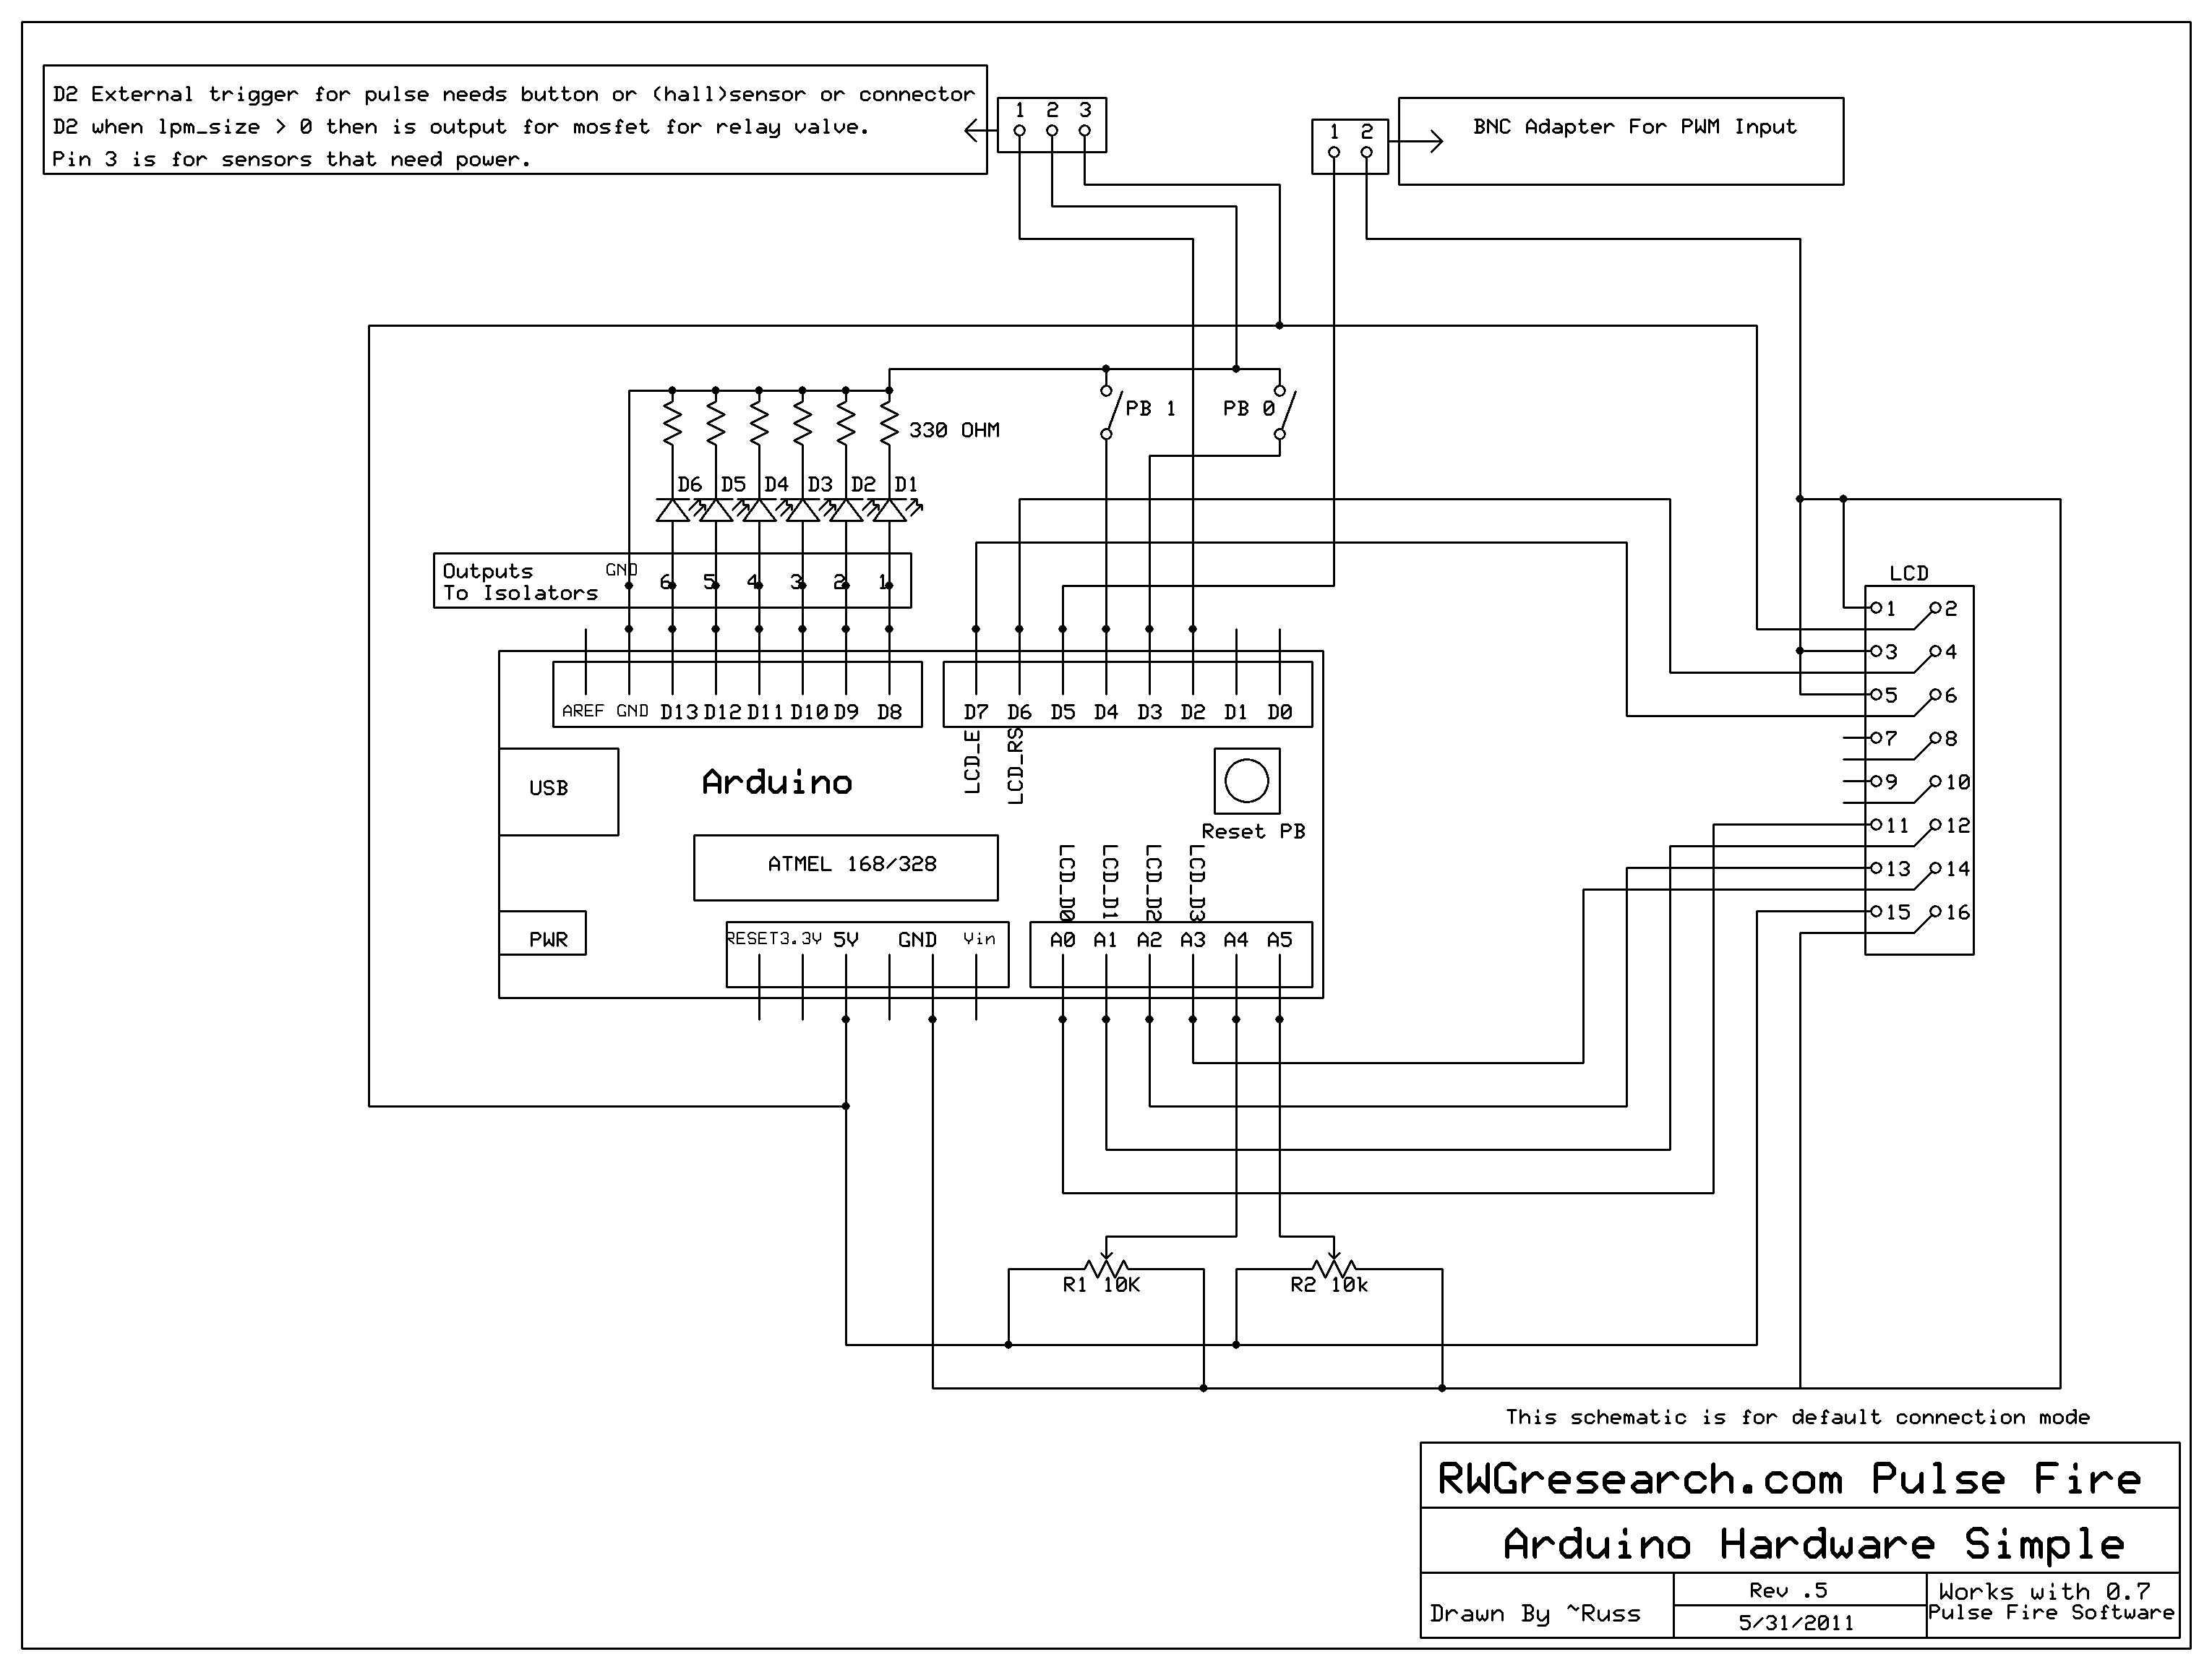 D2 External trigger for pulse needs button or (hall)sensor or connector
D2 when lpm_size > 0 then is output for mosfet for relay valve.
Pin 3 is for sensors that need power.
1 2 3
1 2
BNC Adapter For PWM Input
PB 1
PB 0
330 OHM
D6 D5 D4 D3 D2 D1
Outputs
To Isolators
GND 6 5 4 3 2 1
LCD
1 2
3 4
5 6
7 8
9 10
11 12
13 14
15 16
AREF GND D13 D12 D11 D10 D9 D8
D7 D6 D5 D4 D3 D2 D1 D0
LCD_E
LCD_RS
USB
Arduino
Reset PB
ATMEL 168/328
LCD_D0
LCD_D1
LCD_D2
LCD_D3
PWR
RESET 3.3V 5V GND Vin
A0 A1 A2 A3 A4 A5
R1 10K
R2 10k
This schematic is for default connection mode
RWGresearch.com Pulse Fire
Arduino Hardware Simple
Drawn By ~Russ
Rev .5
5/31/2011
Works with 0.7
Pulse Fire Software